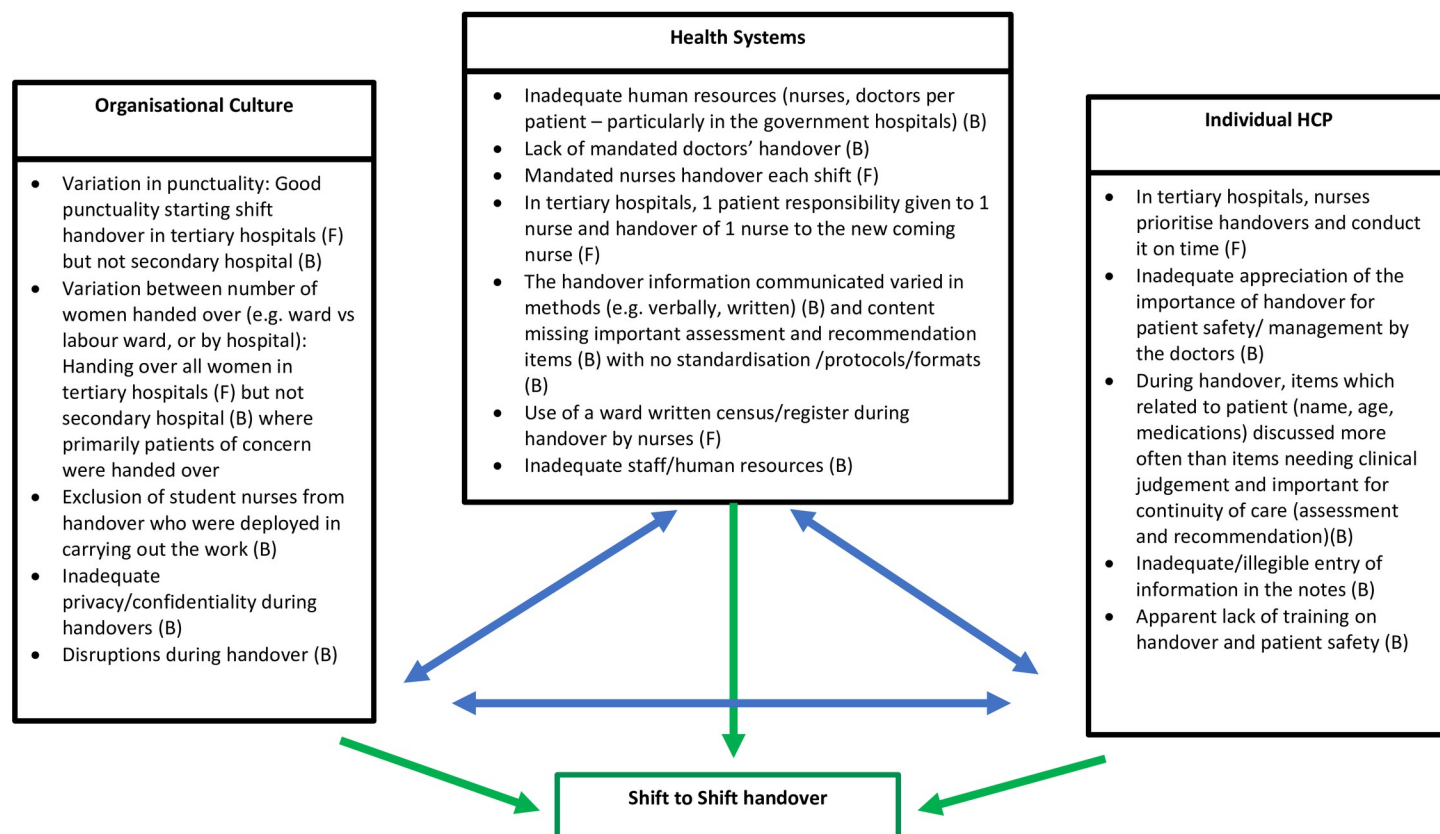 Health Systems
• Inadequate human resources (nurses, doctors per
patient – particularly in the government hospitals) (B)
• Lack of mandated doctors’ handover (B)
• Mandated nurses handover each shift (F)
• In tertiary hospitals, 1 patient responsibility given to 1
nurse and handover of 1 nurse to the new coming
nurse (F)
• The handover information communicated varied in
methods (e.g. verbally, written) (B) and content
missing important assessment and recommendation
items (B) with no standardisation /protocols/formats
(B)
• Use of a ward written census/register during
handover by nurses (F)
• Inadequate staff/human resources (B)
Organisational Culture
• Variation in punctuality: Good
punctuality starting shift
handover in tertiary hospitals (F)
but not secondary hospital (B)
• Variation between number of
women handed over (e.g. ward vs
labour ward, or by hospital):
Handing over all women in
tertiary hospitals (F) but not
secondary hospital (B) where
primarily patients of concern
were handed over
• Exclusion of student nurses from
handover who were deployed in
carrying out the work (B)
• Inadequate
privacy/confidentiality during
handovers (B)
• Disruptions during handover (B)
Individual HCP
• In tertiary hospitals, nurses
prioritise handovers and conduct
it on time (F)
• Inadequate appreciation of the
importance of handover for
patient safety/ management by
the doctors (B)
• During handover, items which
related to patient (name, age,
medications) discussed more
often than items needing clinical
judgement and important for
continuity of care (assessment
and recommendation)(B)
• Inadequate/illegible entry of
information in the notes (B)
• Apparent lack of training on
handover and patient safety (B)
Shift to Shift handover